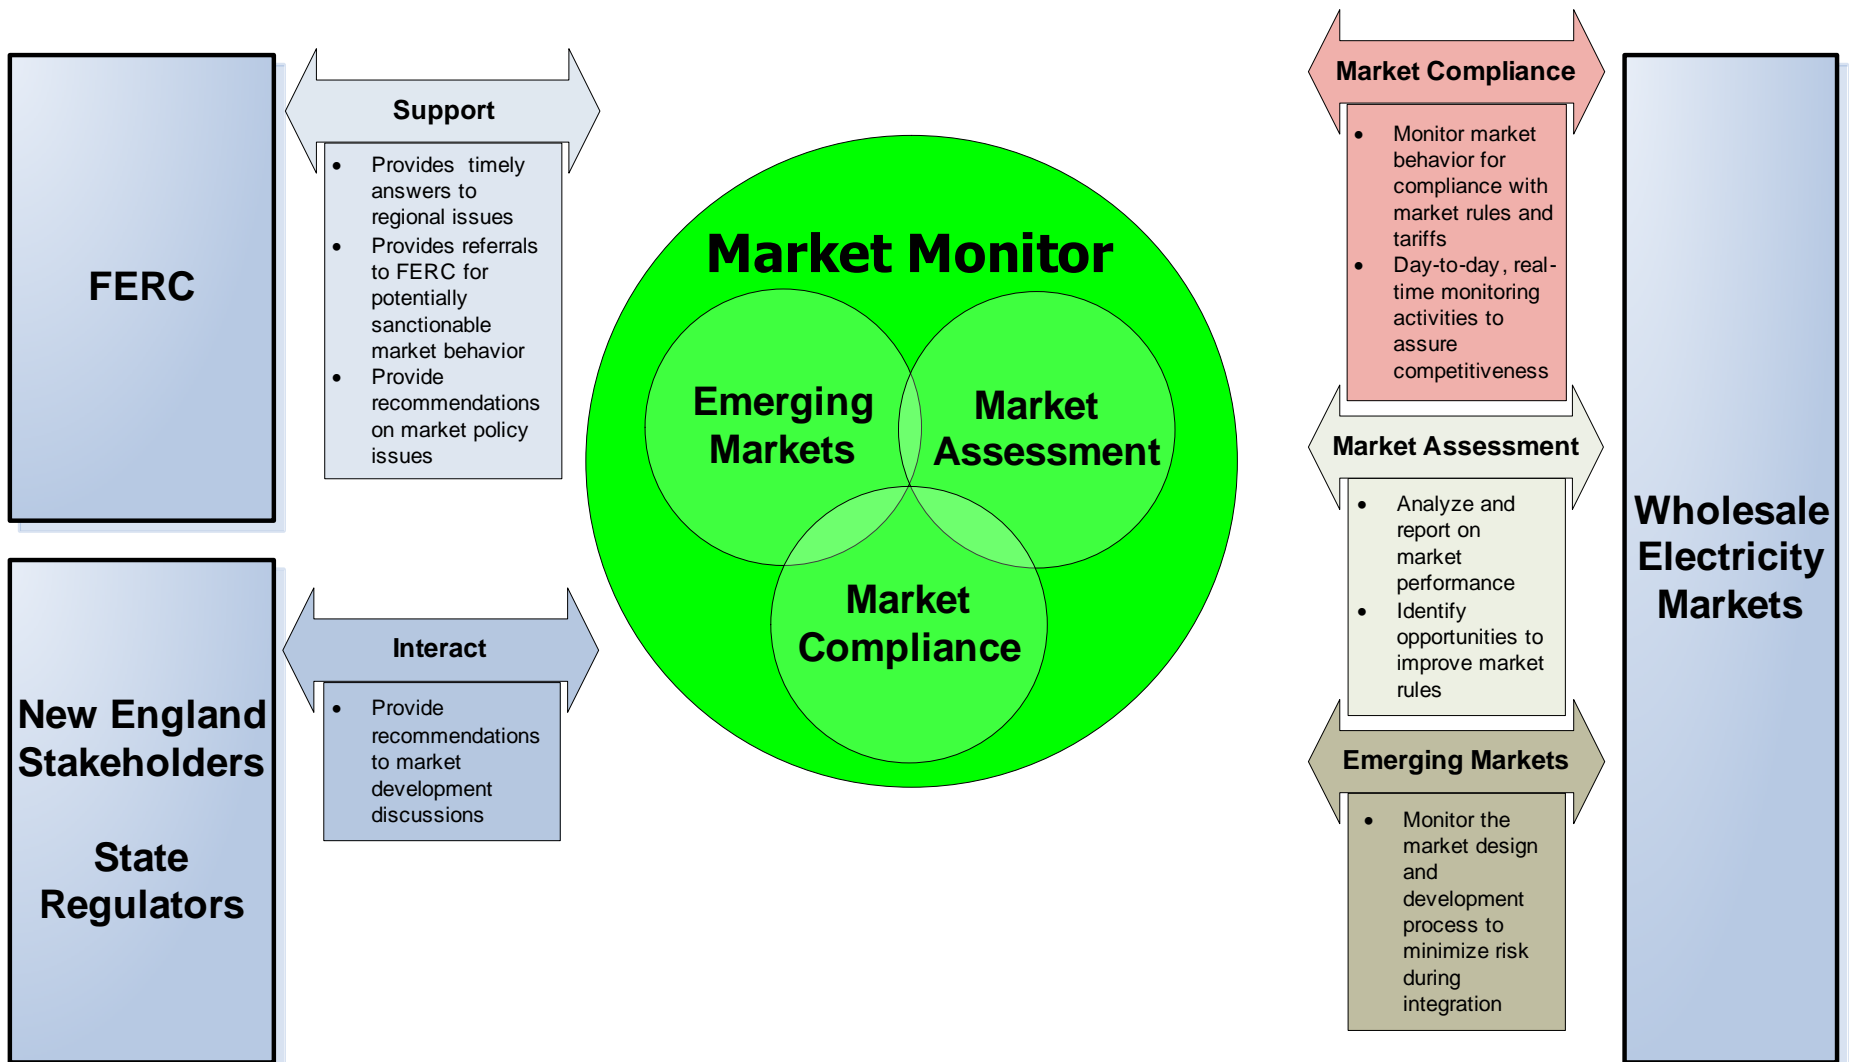 FERC
New England
Stakeholders
State
Regulators
Support
• Provides timely
answers to
regional issues
• Provides referrals
to FERC for
potentially
sanctionable
market behavior
• Provide
recommendations
on market policy
issues
Interact
• Provide
recommendations
to market
development
discussions
Market Monitor
Emerging
Markets
Market
Assessment
Market
Compliance
Market Compliance
• Monitor market
behavior for
compliance with
market rules and
tariffs
• Day-to-day, real-
time monitoring
activities to
assure
competitiveness
Market Assessment
• Analyze and
report on
market
performance
• Identify
opportunities to
improve market
rules
Emerging Markets
• Monitor the
market design
and
development
process to
minimize risk
during
integration
Wholesale
Electricity
Markets